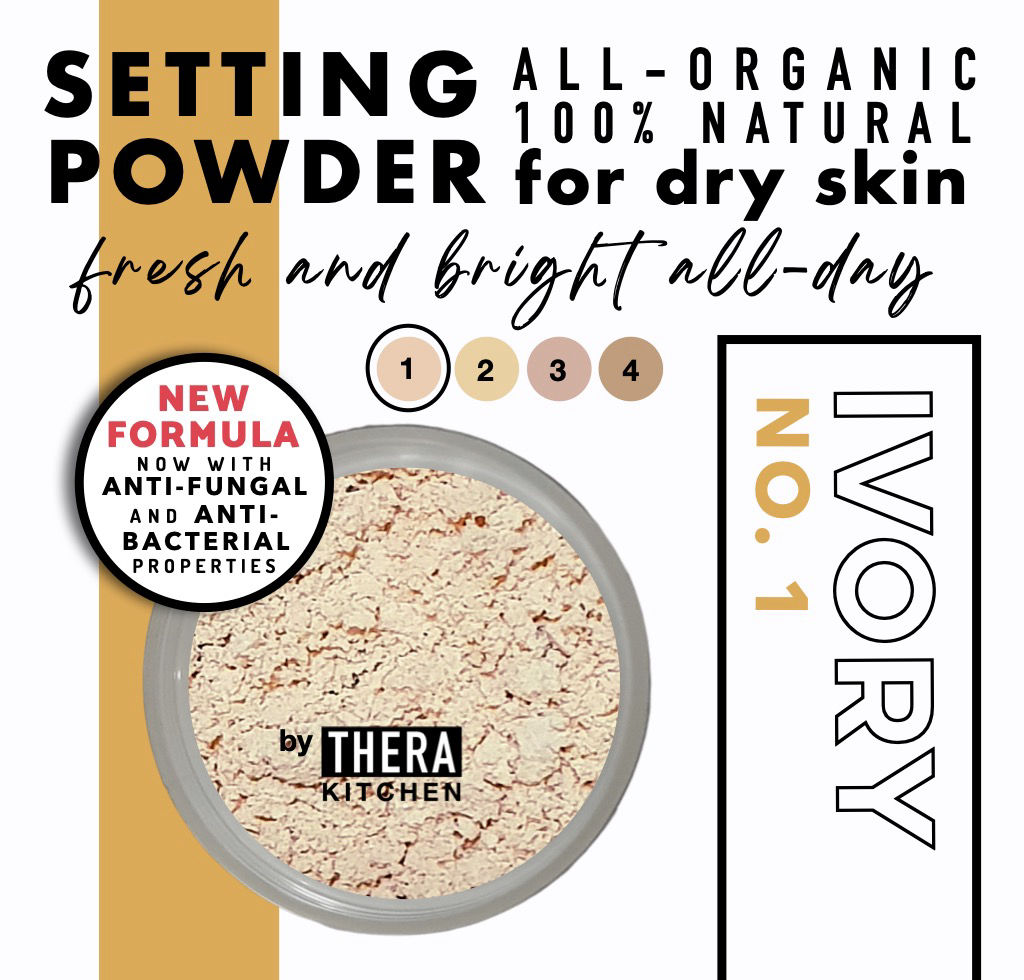 SETTING
POWDER
ALL-ORGANIC
100% NATURAL
for dry skin
fresh and bright all-day
1 2 3 4
NEW
FORMULA
NOW WITH
ANTI-FUNGAL
AND ANTI-
BACTERIAL
PROPERTIES
by THERA
KITCHEN
IVORY
NO. 1